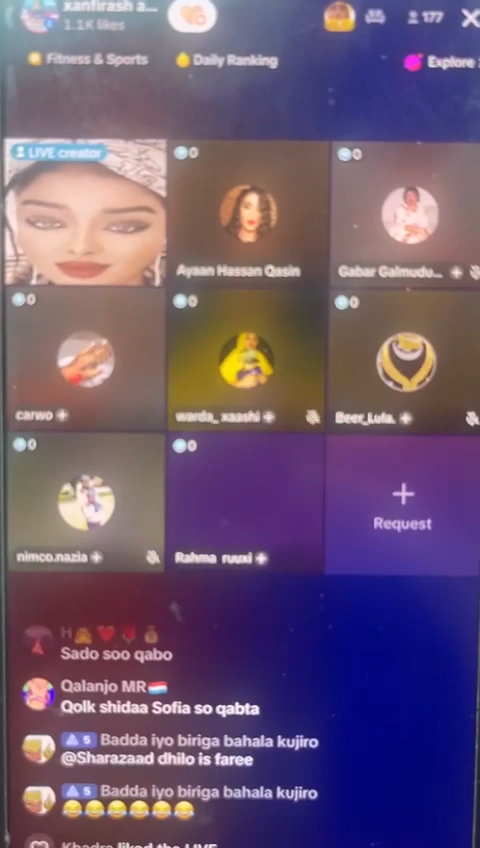 xanfirash a...
1.1K likes
177
Fitness & Sports
Daily Ranking
Explore
LIVE creator
0
0
Ayaan Hassan Qasin
Gabar Galmudu...
0
0
0
carwo
warda_ xaashi
Beer_Lula.
0
0
nimco.nazia
Rahma ruuxi
Request
H
Sado soo qabo
Qalanjo MR
Qolk shidaa Sofia so qabta
5 Badda iyo biriga bahala kujiro
@Sharazaad dhilo is faree
5 Badda iyo biriga bahala kujiro
😂😂😂😂😂😂
Khadra liked the LIVE